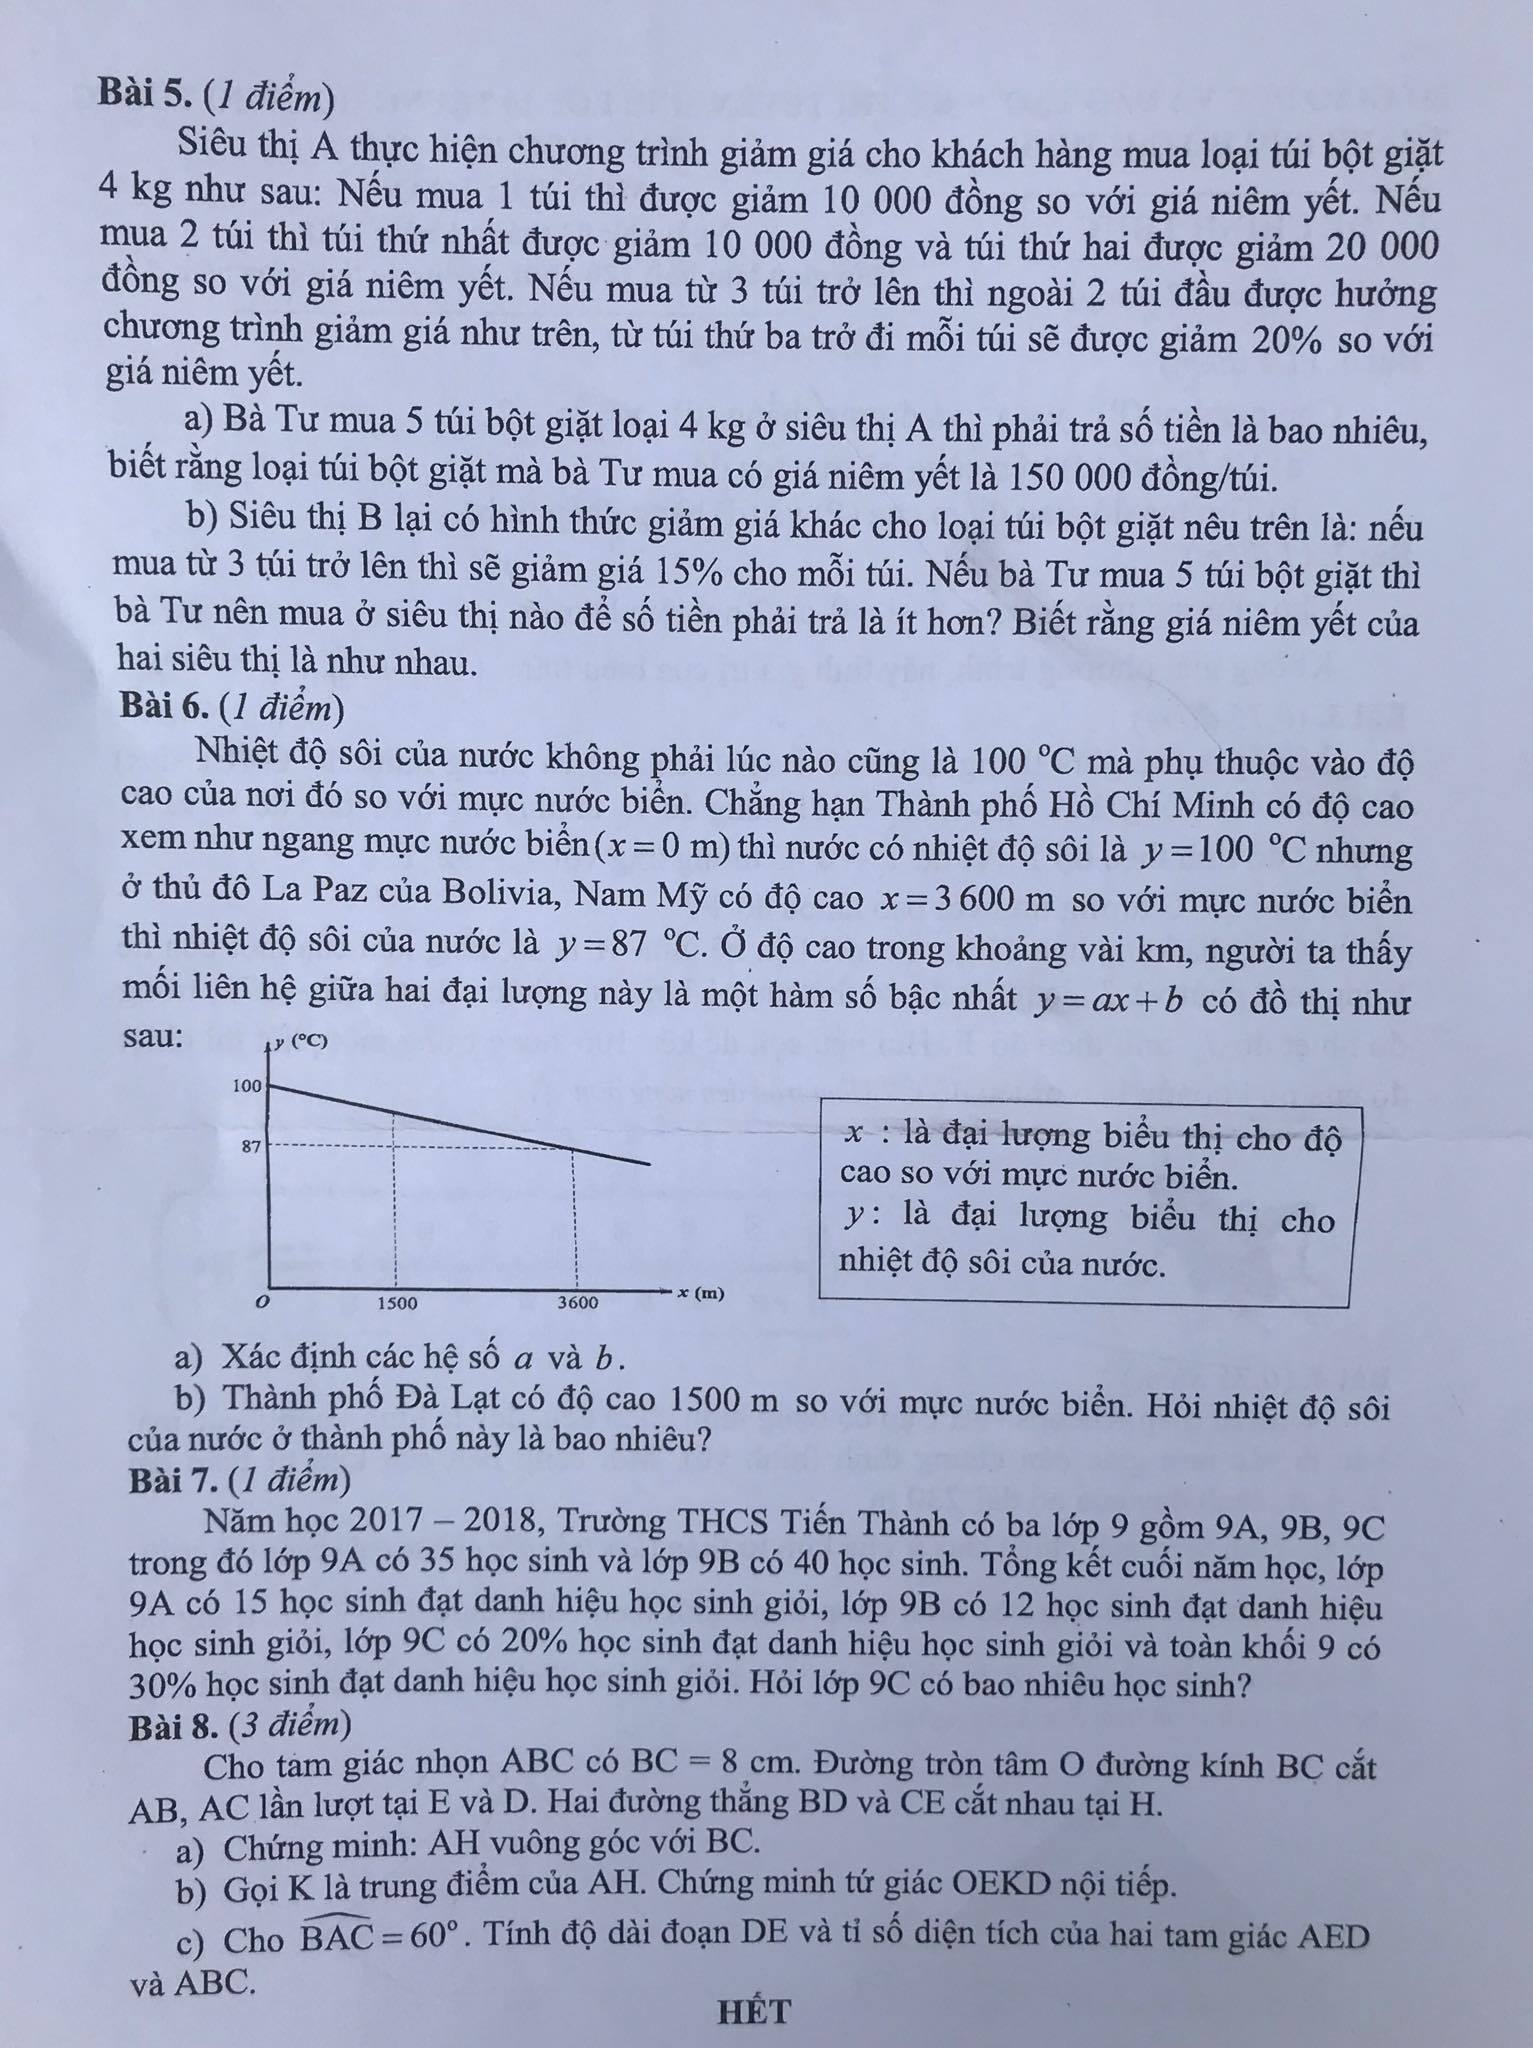 Bài 5. (1 điểm)
Siêu thị A thực hiện chương trình giảm giá cho khách hàng mua loại túi bột giặt
4 kg như sau: Nếu mua 1 túi thì được giảm 10 000 đồng so với giá niêm yết. Nếu
mua 2 túi thì túi thứ nhất được giảm 10 000 đồng và túi thứ hai được giảm 20 000
đồng so với giá niêm yết. Nếu mua từ 3 túi trở lên thì ngoài 2 túi đầu được hưởng
chương trình giảm giá như trên, từ túi thứ ba trở đi mỗi túi sẽ được giảm 20% so với
giá niêm yết.
a) Bà Tư mua 5 túi bột giặt loại 4 kg ở siêu thị A thì phải trả số tiền là bao nhiêu,
biết rằng loại túi bột giặt mà bà Tư mua có giá niêm yết là 150 000 đồng/túi.
b) Siêu thị B lại có hình thức giảm giá khác cho loại túi bột giặt nêu trên là: nếu
mua từ 3 túi trở lên thì sẽ giảm giá 15% cho mỗi túi. Nếu bà Tư mua 5 túi bột giặt thì
bà Tư nên mua ở siêu thị nào để số tiền phải trả là ít hơn? Biết rằng giá niêm yết của
hai siêu thị là như nhau.
Bài 6. (1 điểm)
Nhiệt độ sôi của nước không phải lúc nào cũng là 100 ºC mà phụ thuộc vào độ
cao của nơi đó so với mực nước biển. Chẳng hạn Thành phố Hồ Chí Minh có độ cao
xem như ngang mực nước biển (x = 0 m) thì nước có nhiệt độ sôi là y = 100 ºC nhưng
ở thủ đô La Paz của Bolivia, Nam Mỹ có độ cao x = 3 600 m so với mực nước biển
thì nhiệt độ sôi của nước là y = 87 ºC. Ở độ cao trong khoảng vài km, người ta thấy
mối liên hệ giữa hai đại lượng này là một hàm số bậc nhất y = ax + b có đồ thị như
sau:
y (ºC)
100
87
O
1500
3600
x (m)
x : là đại lượng biểu thị cho độ
cao so với mực nước biển.
y : là đại lượng biểu thị cho
nhiệt độ sôi của nước.
a) Xác định các hệ số a và b.
b) Thành phố Đà Lạt có độ cao 1500 m so với mực nước biển. Hỏi nhiệt độ sôi
của nước ở thành phố này là bao nhiêu?
Bài 7. (1 điểm)
Năm học 2017 – 2018, Trường THCS Tiến Thành có ba lớp 9 gồm 9A, 9B, 9C
trong đó lớp 9A có 35 học sinh và lớp 9B có 40 học sinh. Tổng kết cuối năm học, lớp
9A có 15 học sinh đạt danh hiệu học sinh giỏi, lớp 9B có 12 học sinh đạt danh hiệu
học sinh giỏi, lớp 9C có 20% học sinh đạt danh hiệu học sinh giỏi và toàn khối 9 có
30% học sinh đạt danh hiệu học sinh giỏi. Hỏi lớp 9C có bao nhiêu học sinh?
Bài 8. (3 điểm)
Cho tam giác nhọn ABC có BC = 8 cm. Đường tròn tâm O đường kính BC cắt
AB, AC lần lượt tại E và D. Hai đường thẳng BD và CE cắt nhau tại H.
a) Chứng minh: AH vuông góc với BC.
b) Gọi K là trung điểm của AH. Chứng minh tứ giác OEKD nội tiếp.
c) Cho BAC = 60º. Tính độ dài đoạn DE và tỉ số diện tích của hai tam giác AED
và ABC.
HẾT